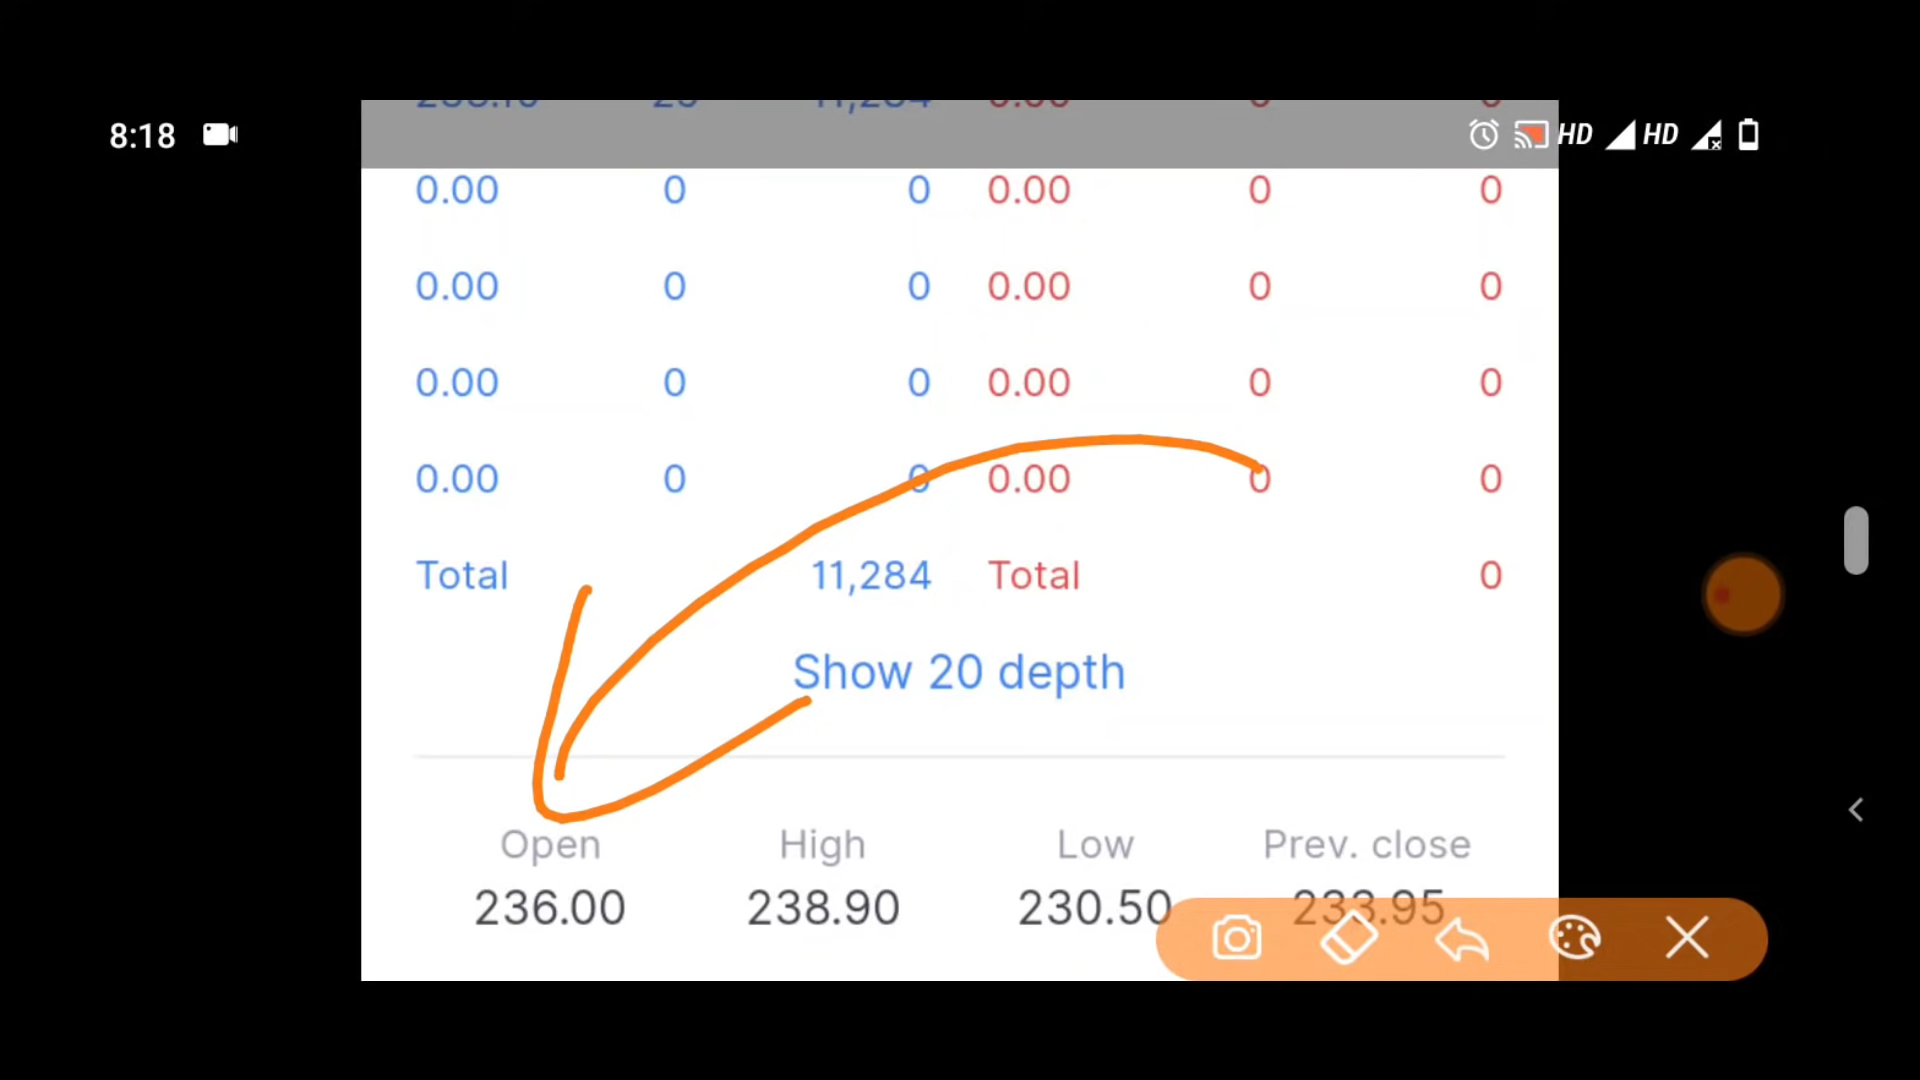 8:18 HD HD
0.00 0 0 0.00 0 0
0.00 0 0 0.00 0 0
0.00 0 0 0.00 0 0
0.00 0 0 0.00 0 0
Total 11,284 Total 0
Show 20 depth
Open High Low Prev. close
236.00 238.90 230.50 233.95